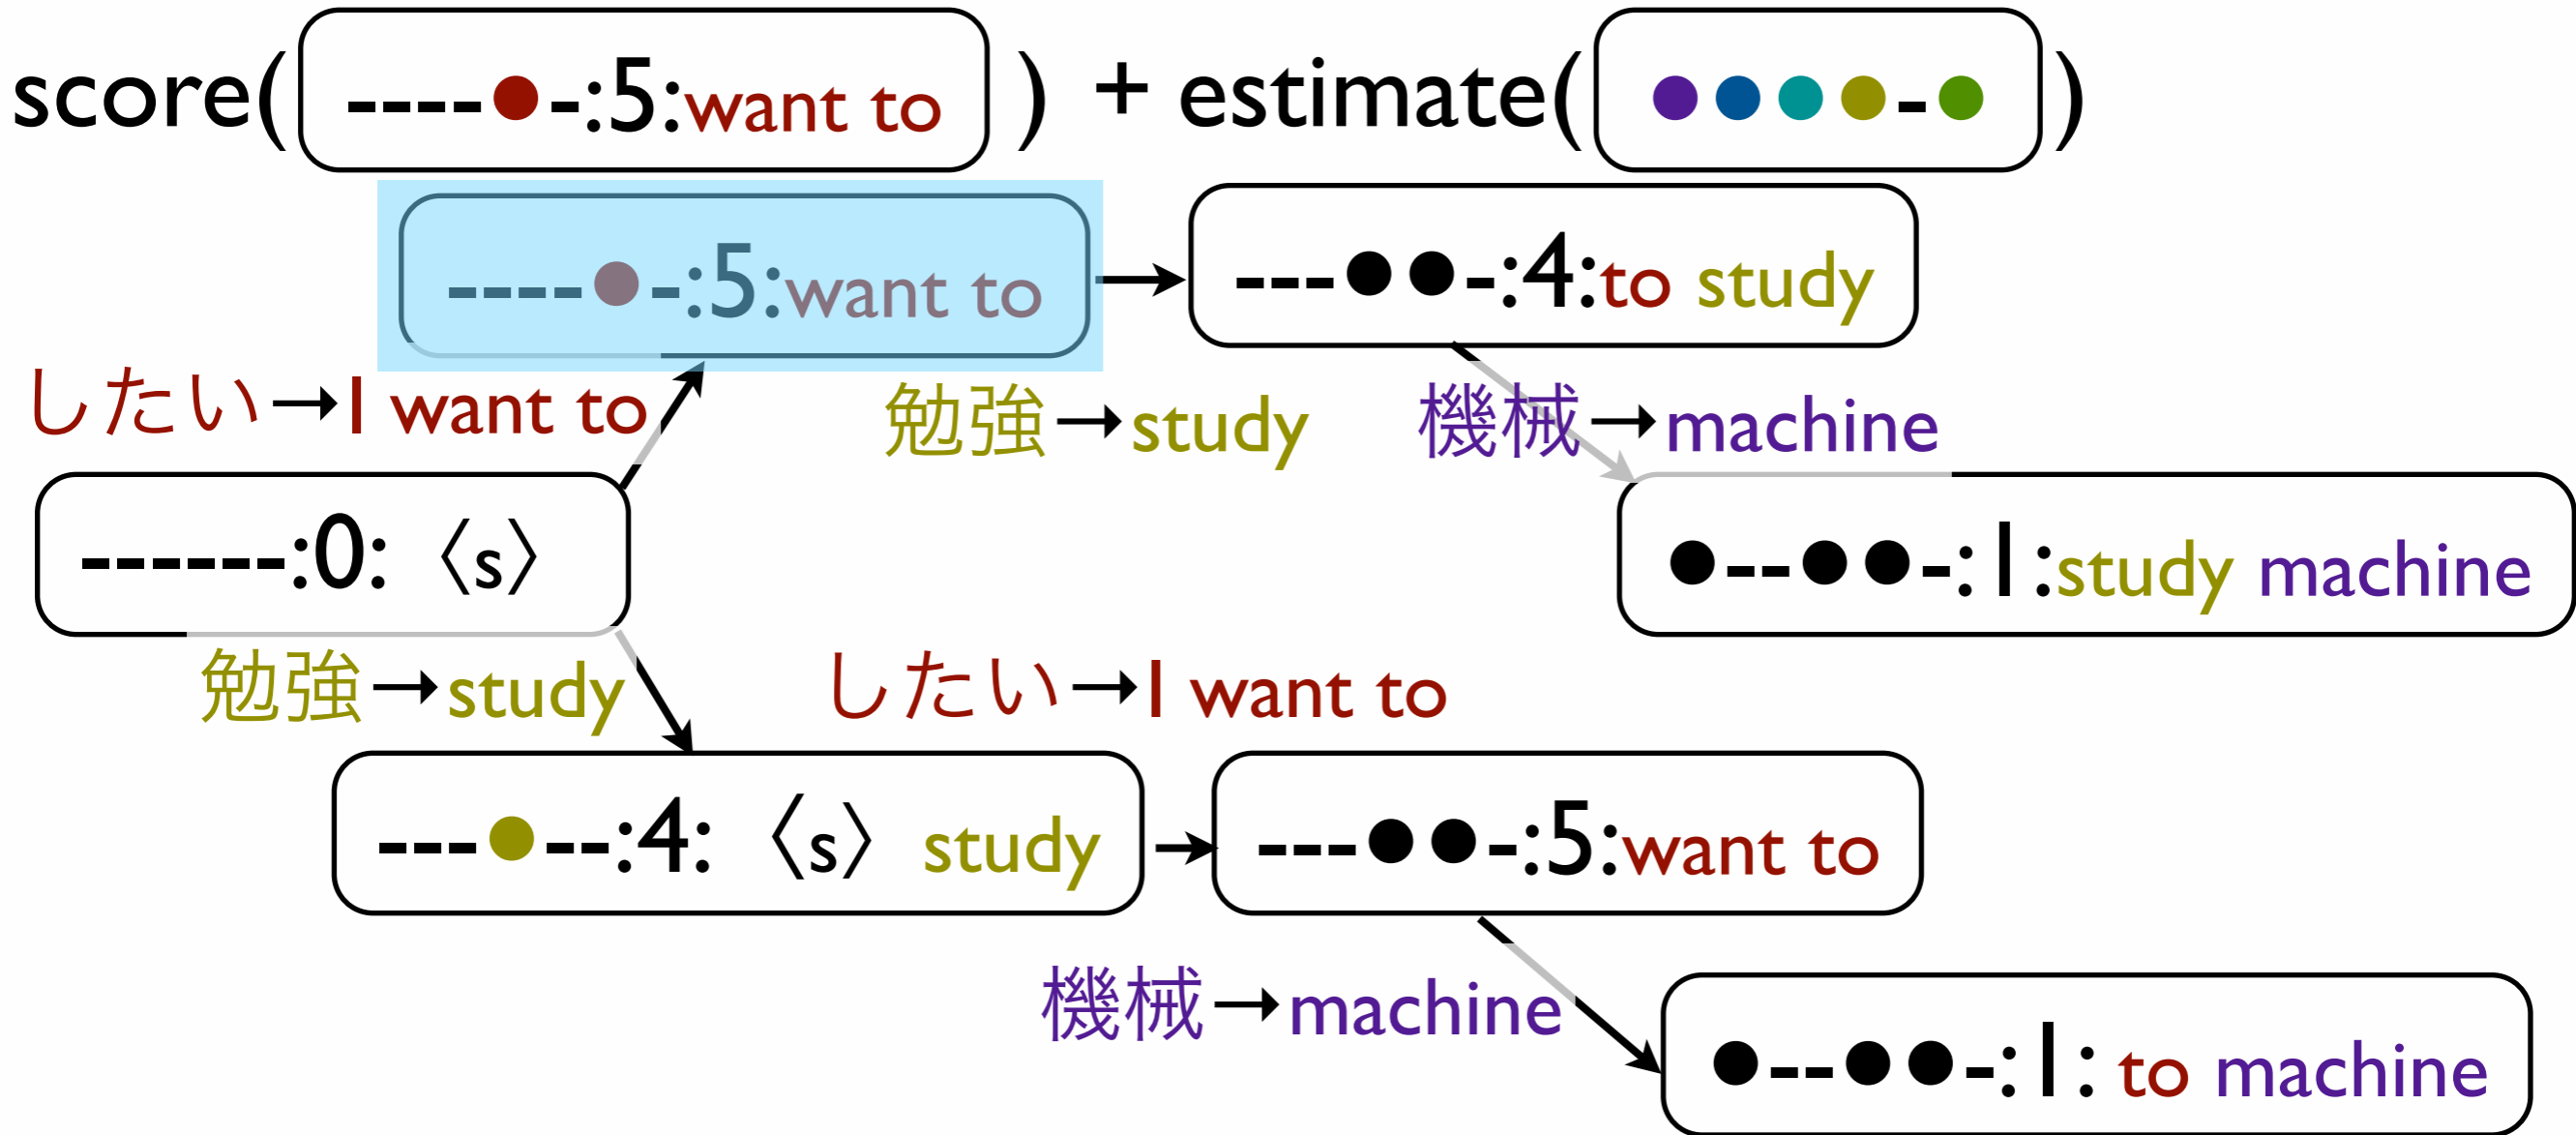 score( ----●-:5:want to ) + estimate( ●●●●-● )
----●-:5:want to → ---●●-:4:to study
したい→I want to
勉強→study
機械→machine
------:0: 〈s〉
●--●●-:1:study machine
勉強→study
したい→I want to
---●--:4: 〈s〉 study → ---●●-:5:want to
機械→machine
●--●●-:1: to machine